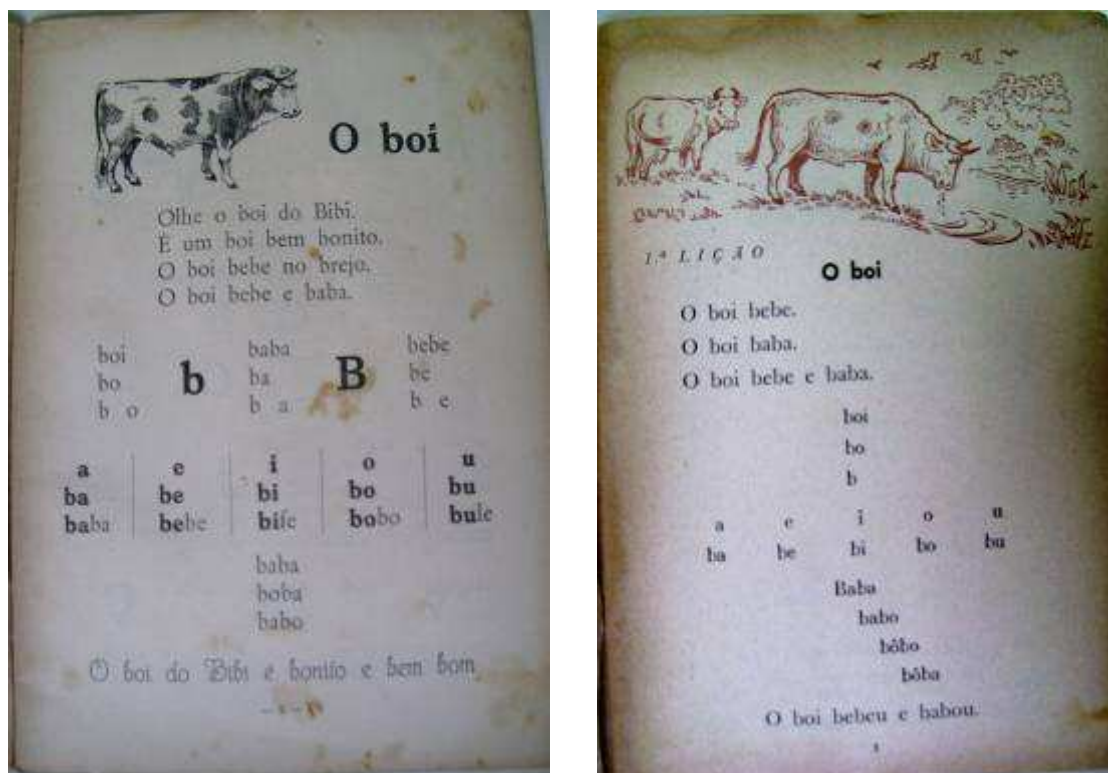 O boi
Olhe o boi do Bibi.
É um boi bem bonito.
O boi bebe no brejo.
O boi bebe e baba.
boi b baba B bebe
bo ba be
b o b a b e
a e i o u
ba be bi bo bu
baba bebe bife bobo bule
baba
boba
babo
O boi do Bibi e bonito e bem bom
1.ª LIÇÃO
O boi
O boi bebe.
O boi baba.
O boi bebe e baba.
boi
bo
b
a e i o u
ba be bi bo bu
Baba
babo
bôbo
bôba
O boi bebeu e babou.